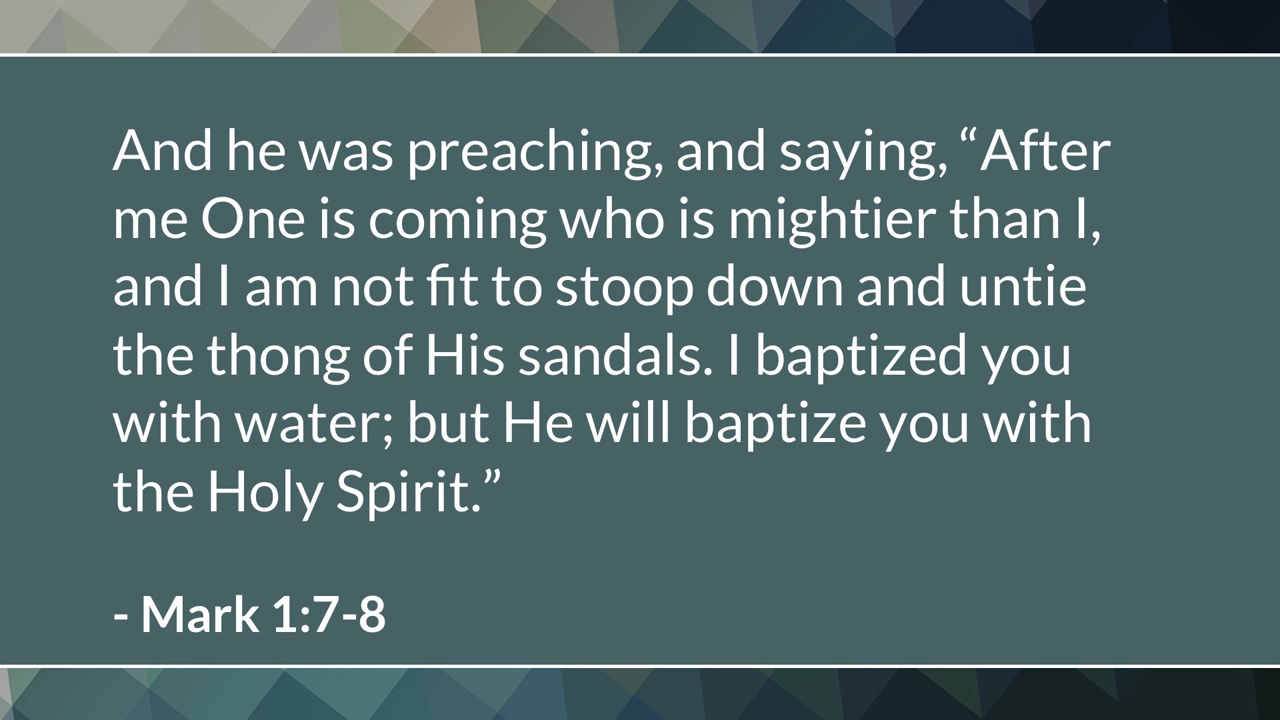 And he was preaching, and saying, “After
me One is coming who is mightier than I,
and I am not fit to stoop down and untie
the thong of His sandals. I baptized you
with water; but He will baptize you with
the Holy Spirit.”
- Mark 1:7-8